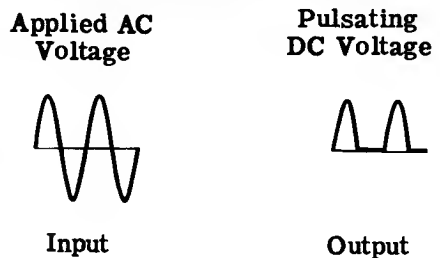 Applied AC
Voltage
Pulsating
DC Voltage
Input
Output